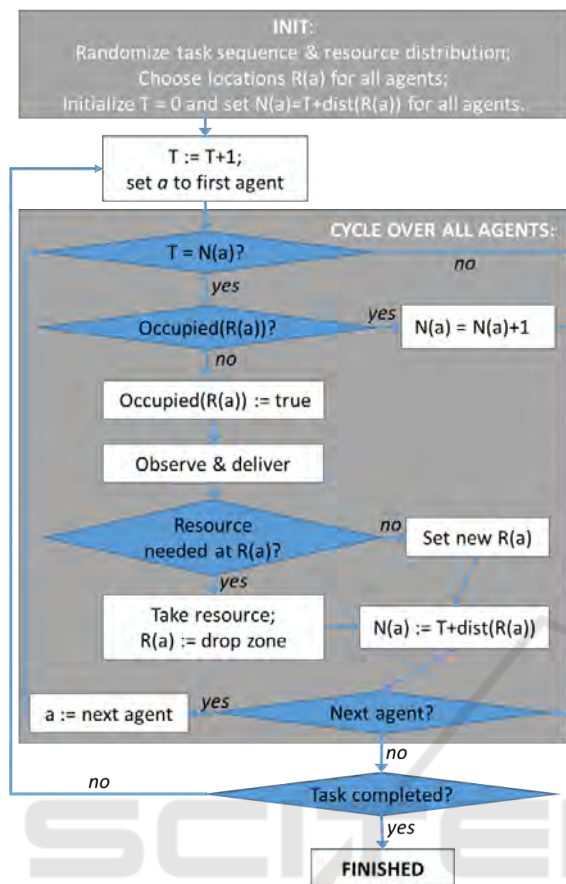 INIT:
Randomize task sequence & resource distribution;
Choose locations R(a) for all agents;
Initialize T = 0 and set N(a)=T+dist(R(a)) for all agents.
T := T+1;
set a to first agent
CYCLE OVER ALL AGENTS:
T = N(a)?
no
yes
Occupied(R(a))?
yes
N(a) = N(a)+1
no
Occupied(R(a)) := true
Observe & deliver
Resource
needed at R(a)?
no
Set new R(a)
yes
Take resource;
R(a) := drop zone
N(a) := T+dist(R(a))
a := next agent
yes
Next agent?
no
no
Task completed?
yes
FINISHED